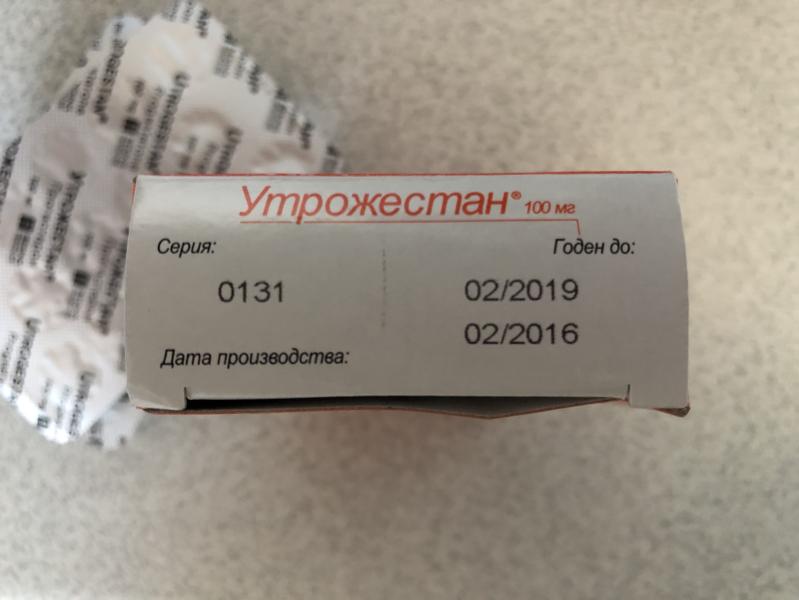 Утрожестан® 100 мг
Серия: Годен до:
0131 02/2019
02/2016
Дата производства: